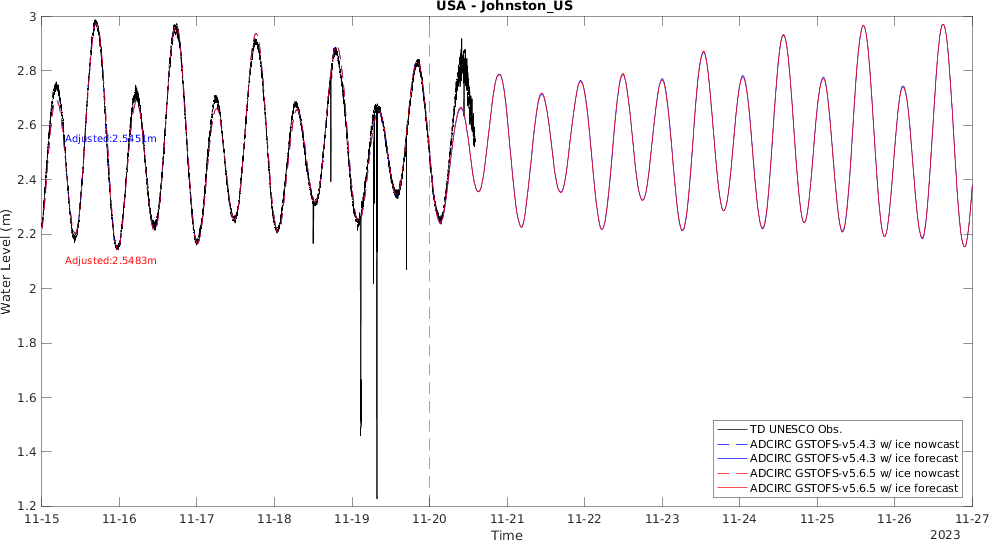 USA - Johnston_US
3
2.8
2.6
2.4
2.2
2
1.8
1.6
1.4
1.2
Water Level (m)
Adjusted:2.5451m
Adjusted:2.5483m
TD UNESCO Obs.
ADCIRC GSTOFS-v5.4.3 w/ ice nowcast
ADCIRC GSTOFS-v5.4.3 w/ ice forecast
ADCIRC GSTOFS-v5.6.5 w/ ice nowcast
ADCIRC GSTOFS-v5.6.5 w/ ice forecast
11-15 11-16 11-17 11-18 11-19 11-20 11-21 11-22 11-23 11-24 11-25 11-26 11-27
Time
2023